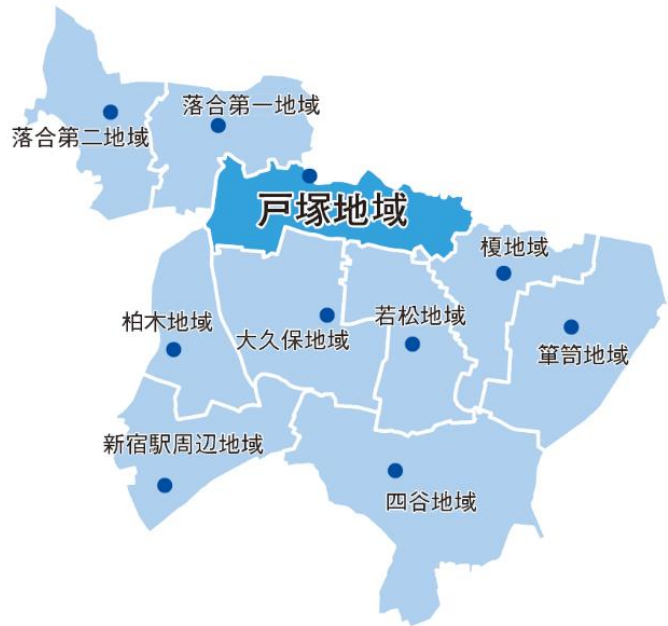 落合第一地域
落合第二地域
戸塚地域
榎地域
柏木地域
大久保地域
若松地域
箪笥地域
新宿駅周辺地域
四谷地域